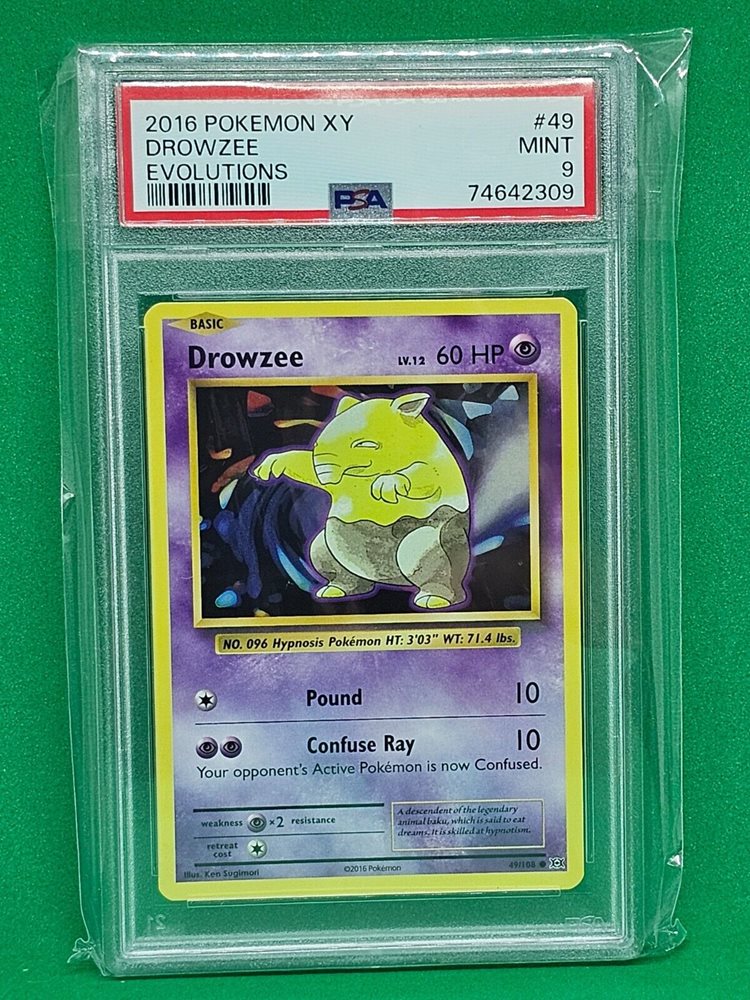 2016 POKEMON XY #49
DROWZEE MINT
EVOLUTIONS 9
PSA 74642309
BASIC
Drowzee LV.12 60 HP
NO. 096 Hypnosis Pokémon HT: 3'03" WT: 71.4 lbs.
Pound 10
Confuse Ray 10
Your opponent's Active Pokémon is now Confused.
weakness ×2 resistance
retreat
cost
A descendent of the legendary
animal baku, which is said to eat
dreams. It is skilled at hypnotism.
Illus. Ken Sugimori ©2016 Pokémon 49/108